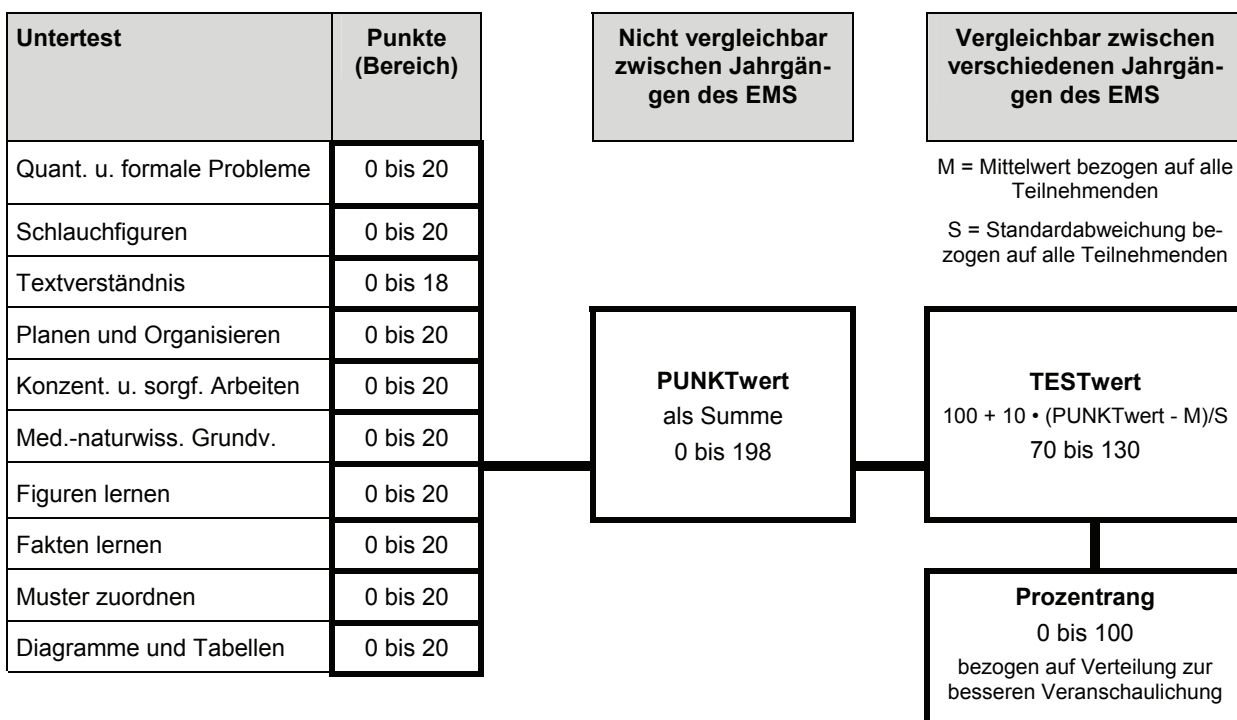 Untertest
Punkte
(Bereich)
Quant. u. formale Probleme 0 bis 20
Schlauchfiguren 0 bis 20
Textverständnis 0 bis 18
Planen und Organisieren 0 bis 20
Konzent. u. sorgf. Arbeiten 0 bis 20
Med.-naturwiss. Grundv. 0 bis 20
Figuren lernen 0 bis 20
Fakten lernen 0 bis 20
Muster zuordnen 0 bis 20
Diagramme und Tabellen 0 bis 20
Nicht vergleichbar
zwischen Jahrgän-
gen des EMS
PUNKTwert
als Summe
0 bis 198
Vergleichbar zwischen
verschiedenen Jahrgän-
gen des EMS
M = Mittelwert bezogen auf alle
Teilnehmenden
S = Standardabweichung be-
zogen auf alle Teilnehmenden
TESTwert
100 + 10 • (PUNKTwert - M)/S
70 bis 130
Prozentrang
0 bis 100
bezogen auf Verteilung zur
besseren Veranschaulichung